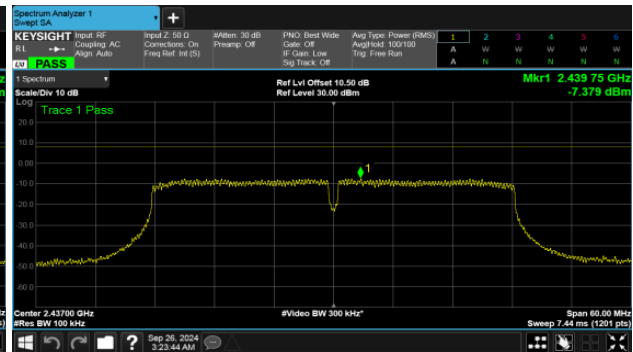 Spectrum Analyzer 1
Swept SA
+
KEYSIGHT
RL
Coupling: AC
Align: Auto
LW PASS
Input: RF
Input Z: 50 Ω
Corrections: On
Freq Ref: Int (S)
#Atten: 30 dB
Preamp: Off
PNO: Best Wide
Gate: Off
IF Gain: Low
Sig Track: Off
Avg Type: Power (RMS)
Avg|Hold: 100/100
Trig: Free Run
1 2 3 4 5 6
A W W W W W
A N N N N N
1 Spectrum
Scale/Div 10 dB
Ref Lvl Offset 10.50 dB
Ref Level 30.00 dBm
Mkr1 2.439 75 GHz
-7.379 dBm
Log
Trace 1 Pass
20.0
10.0
0.00
-10.0
-20.0
-30.0
-40.0
-50.0
-60.0
1
Center 2.43700 GHz
#Res BW 100 kHz
#Video BW 300 kHz*
Span 60.00 MHz
Sweep 7.44 ms (1201 pts)
?
Sep 26, 2024
3:23:44 AM